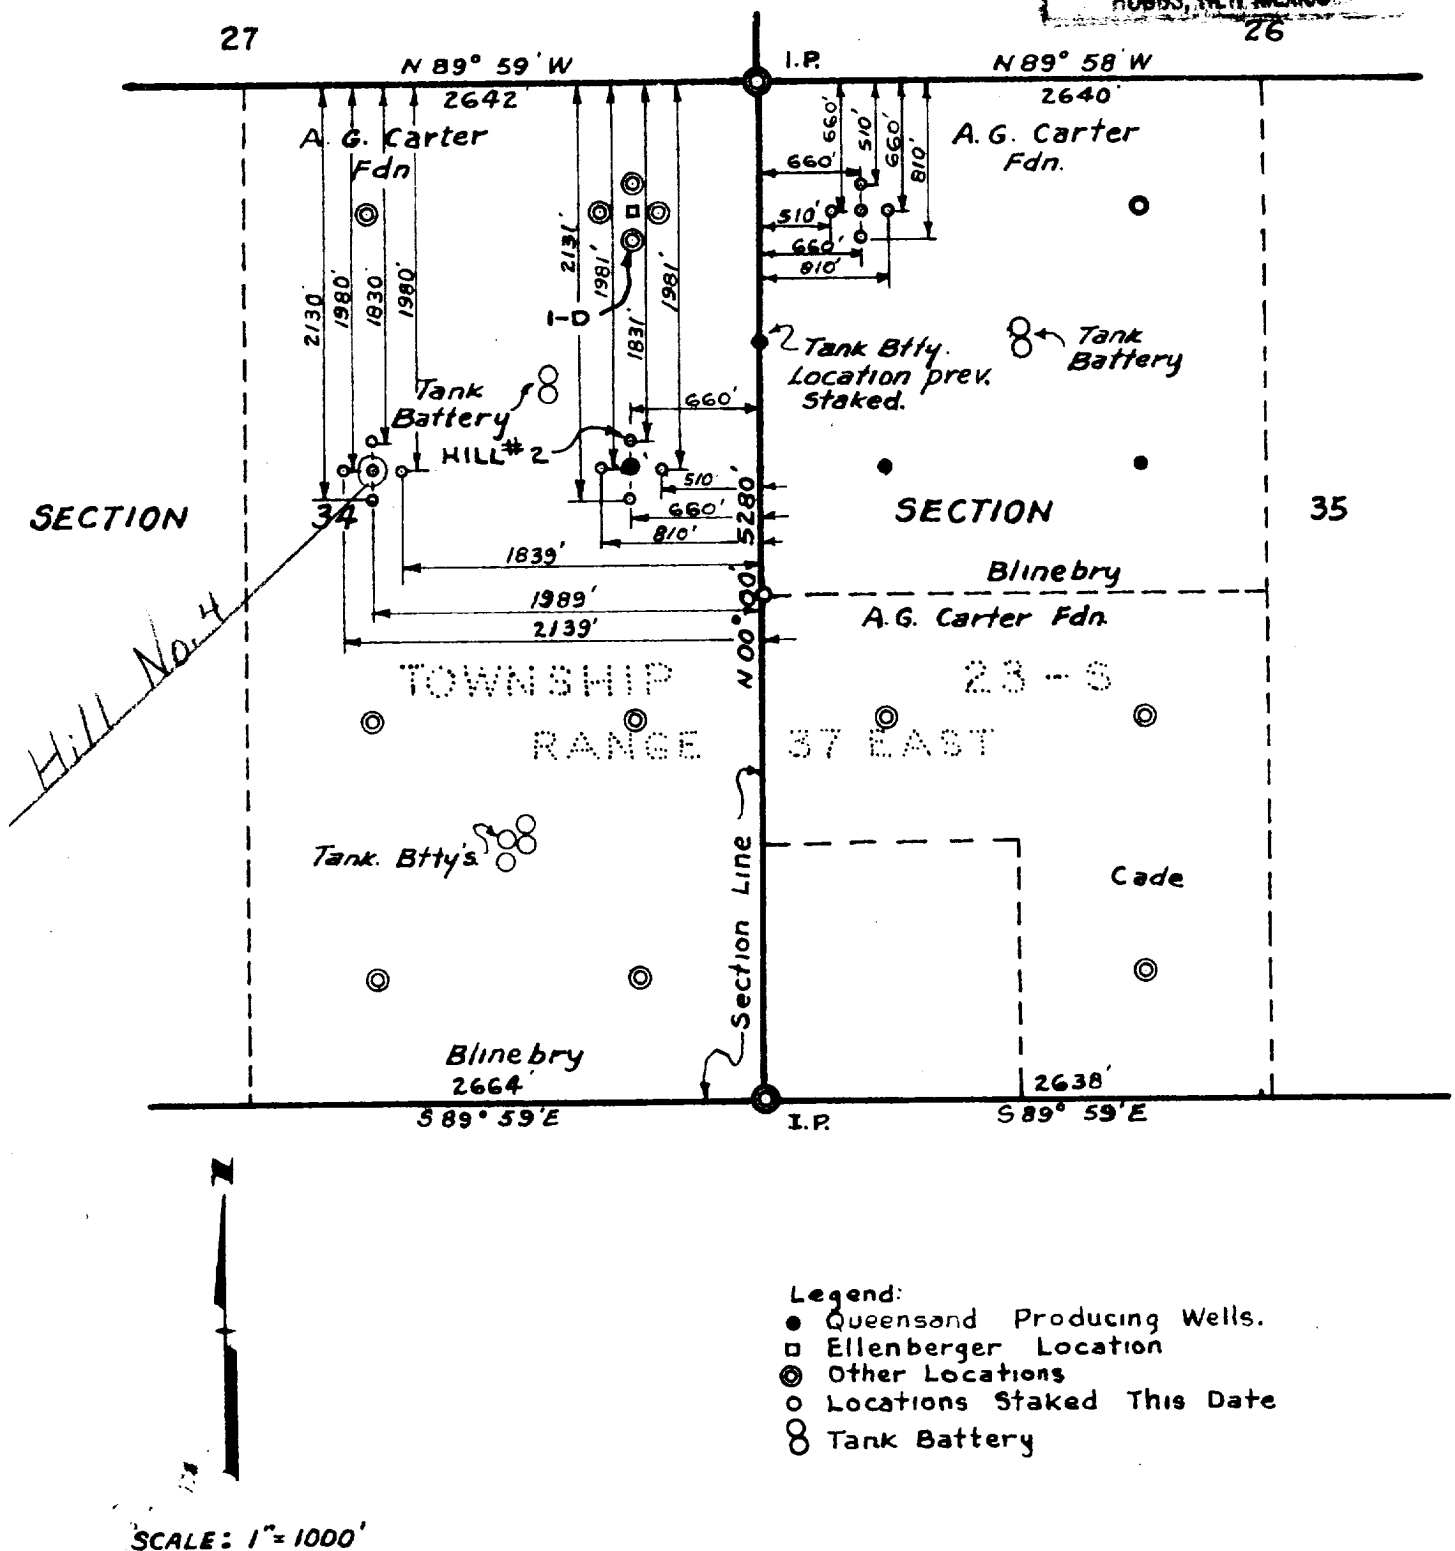 HOBBS, NEW MEXICO
27
26
N 89° 59' W
I.P.
N 89° 58' W
2642'
2640'
A. G. Carter
Fdn
A. G. Carter
Fdn.
660'
510'
660'
810'
660'
510'
660'
810'
2130'
1980'
1830'
1980'
2131'
1981'
1831'
1981'
1-D
Tank Btty.
Location prev.
Staked.
Tank
Battery
Tank
Battery
660'
HILL #2
510'
660'
810'
1839'
1989'
2139'
SECTION
34
SECTION
35
N 00° 00' 5280'
Blinebry
A.G. Carter Fdn.
Hill No. 4
TOWNSHIP 23-S
RANGE 37 EAST
Section Line
Tank. Btty's.
Cade
Blinebry
2664'
2638'
S 89° 59' E
I.P.
S 89° 59' E
N
Legend:
Queensand Producing Wells.
Ellenberger Location
Other Locations
Locations Staked This Date
Tank Battery
SCALE: 1"=1000'